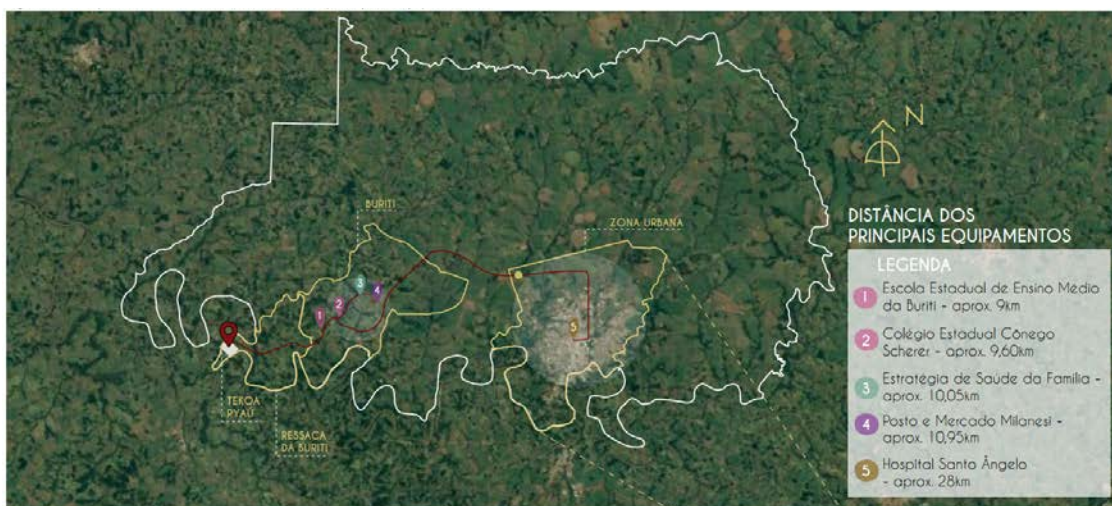 N
BURITI
ZONA URBANA
TEKOA
PYAÚ
RESSACA
DA BURITI
1
2
3
4
5
DISTÂNCIA DOS
PRINCIPAIS EQUIPAMENTOS
LEGENDA
1 Escola Estadual de Ensino Médio
da Buriti - aprox. 9km
2 Colégio Estadual Cônego
Scherer - aprox. 9,60km
3 Estratégia de Saúde da Família -
aprox. 10,05km
4 Posto e Mercado Milanesi -
aprox. 10,95km
5 Hospital Santo Ângelo
- aprox. 28km